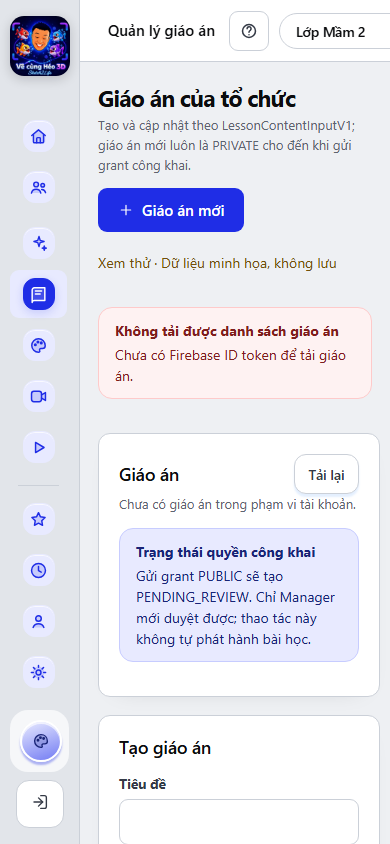 Vẽ cùng Héo 3D
Quản lý giáo án
Lớp Mầm 2
Giáo án của tổ chức
Tạo và cập nhật theo LessonContentInputV1;
giáo án mới luôn là PRIVATE cho đến khi gửi
grant công khai.
+ Giáo án mới
Xem thử · Dữ liệu minh họa, không lưu
Không tải được danh sách giáo án
Chưa có Firebase ID token để tải giáo
án.
Giáo án
Tải lại
Chưa có giáo án trong phạm vi tài khoản.
Trạng thái quyền công khai
Gửi grant PUBLIC sẽ tạo
PENDING_REVIEW. Chỉ Manager
mới duyệt được; thao tác này
không tự phát hành bài học.
Tạo giáo án
Tiêu đề